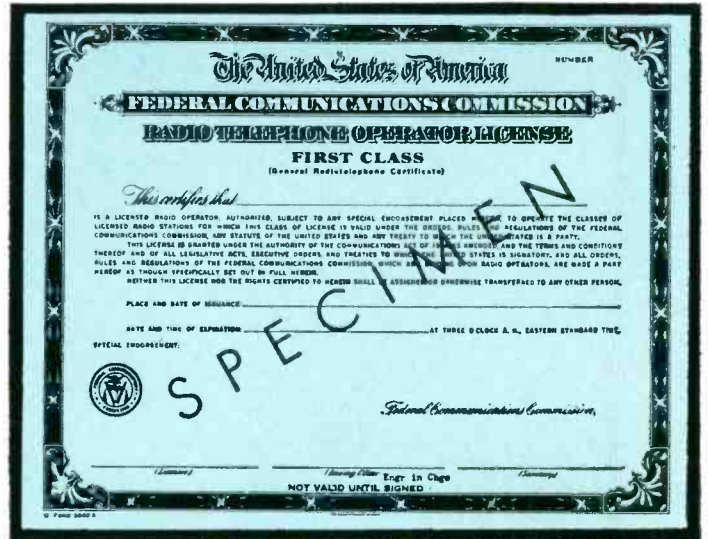 NUMBER
The United States of America
FEDERAL COMMUNICATIONS COMMISSION
RADIO TELEPHONE OPERATOR LICENSE
FIRST CLASS
(General Radiotelephone Certificate)
This certifies that
IS A LICENSED RADIO OPERATOR, AUTHORIZED, SUBJECT TO ANY SPECIAL ENDORSEMENT PLACED HEREON, TO OPERATE THE CLASSES OF
LICENSED RADIO STATIONS FOR WHICH THIS CLASS OF LICENSE IS VALID UNDER THE ORDERS, RULES AND REGULATIONS OF THE FEDERAL
COMMUNICATIONS COMMISSION, ANY STATUTE OF THE UNITED STATES AND ANY TREATY TO WHICH THE UNITED STATES IS A PARTY.
THIS LICENSE IS GRANTED UNDER THE AUTHORITY OF THE COMMUNICATIONS ACT OF AS AMENDED, AND THE TERMS AND CONDITIONS
THEREOF AND OF ALL LEGISLATIVE ACTS, EXECUTIVE ORDERS, AND TREATIES TO WHICH THE UNITED STATES IS SIGNATORY, AND ALL ORDERS,
RULES AND REGULATIONS OF THE FEDERAL COMMUNICATIONS COMMISSION, WHICH ARE BINDING UPON RADIO OPERATORS, ARE MADE A PART
HEREOF AS THOUGH SPECIFICALLY SET OUT IN FULL HEREIN.
NEITHER THIS LICENSE NOR THE RIGHTS CERTIFIED TO HEREIN SHALL BE ASSIGNED OR OTHERWISE TRANSFERRED TO ANY OTHER PERSON.
PLACE AND DATE OF ISSUANCE
DATE AND TIME OF EXPIRATION AT THREE O'CLOCK A. M., EASTERN STANDARD TIME
SPECIAL ENDORSEMENT:
SPECIMEN
Federal Communications Commission,
(Licensee) (Issuing Officer) Engr in Chge (Secretary)
NOT VALID UNTIL SIGNED